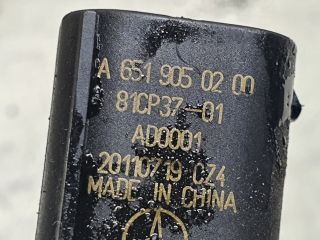 A 651 905 02 00
81CP37-01
AD0001
20110719 CZ4
MADE IN CHINA